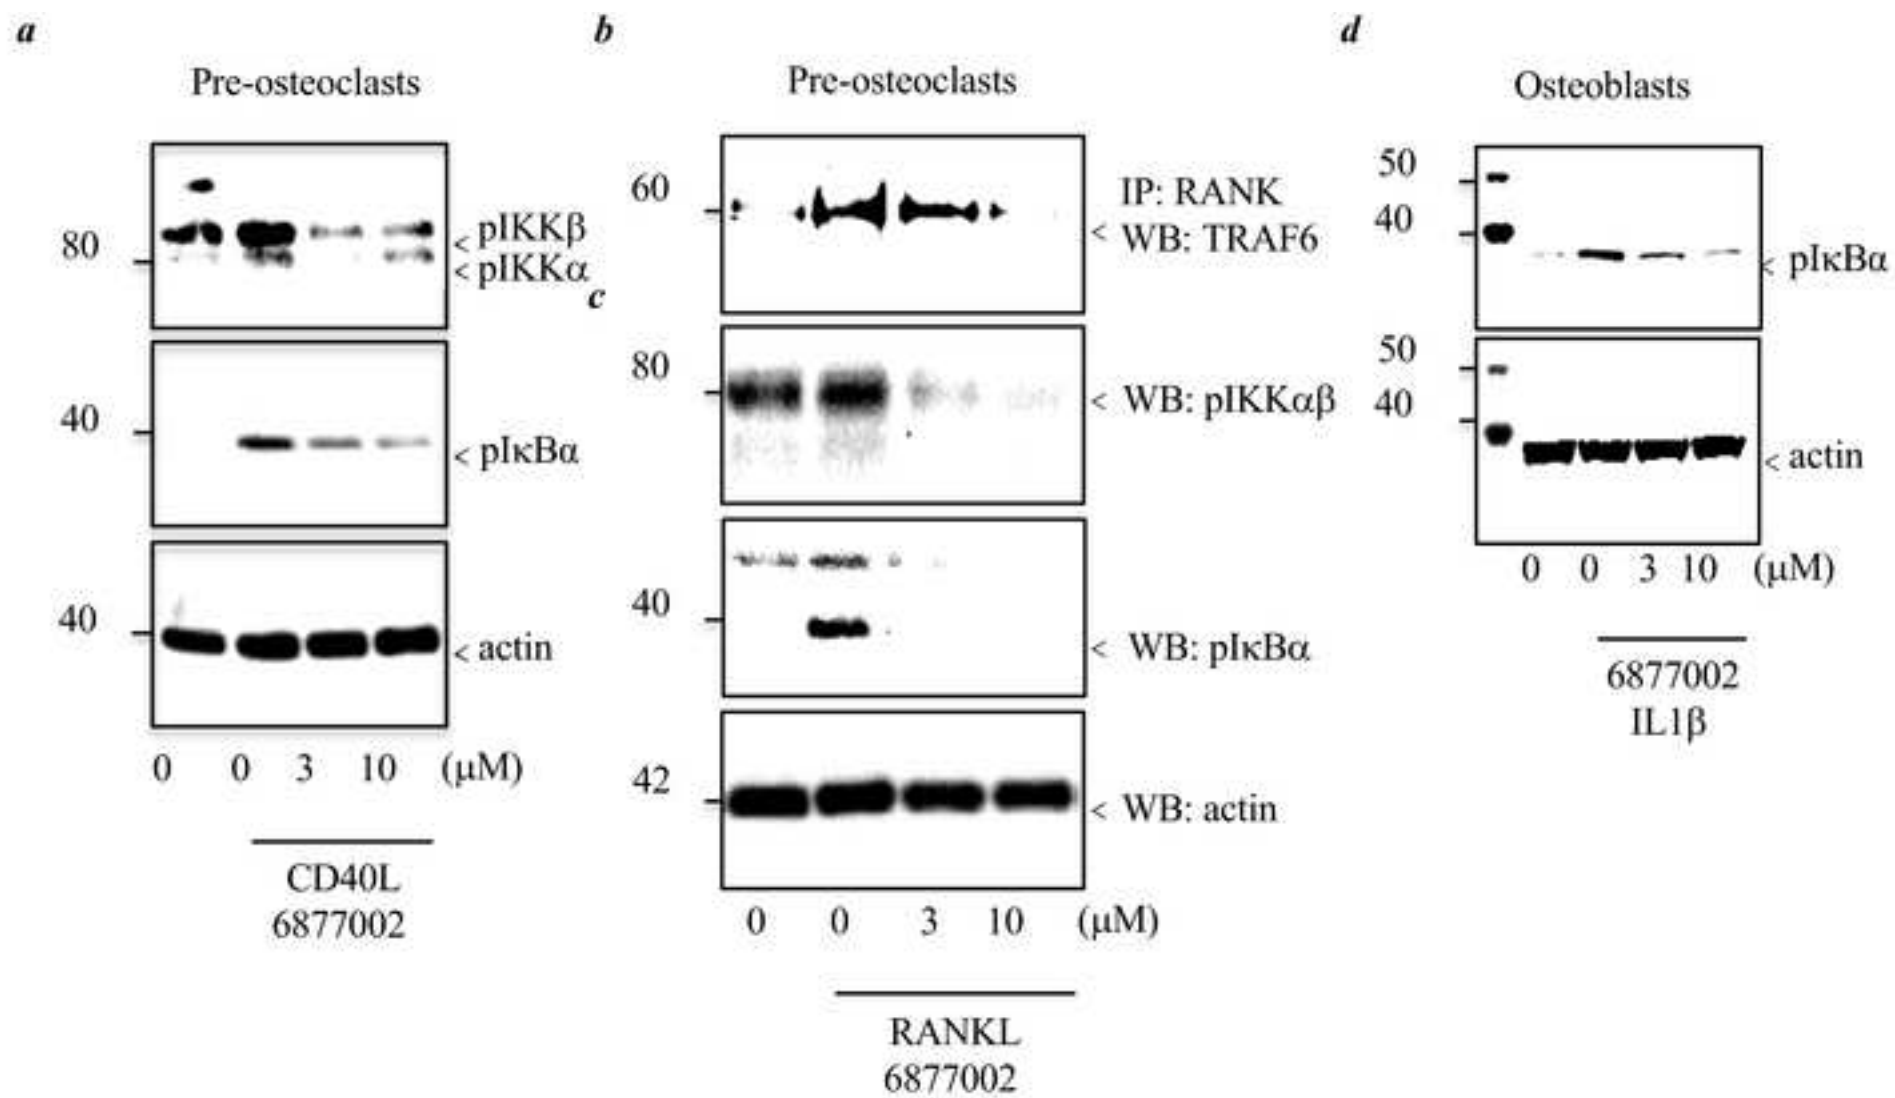 a
Pre-osteoclasts
80
< pIKKβ
< pIKKα
40
< pIκBα
40
< actin
0 0 3 10 (μM)
CD40L
6877002
b
Pre-osteoclasts
60
IP: RANK
< WB: TRAF6
c
80
< WB: pIKKαβ
40
< WB: pIκBα
42
< WB: actin
0 0 3 10 (μM)
RANKL
6877002
d
Osteoblasts
50
40
< pIκBα
50
40
< actin
0 0 3 10 (μM)
6877002
IL1β